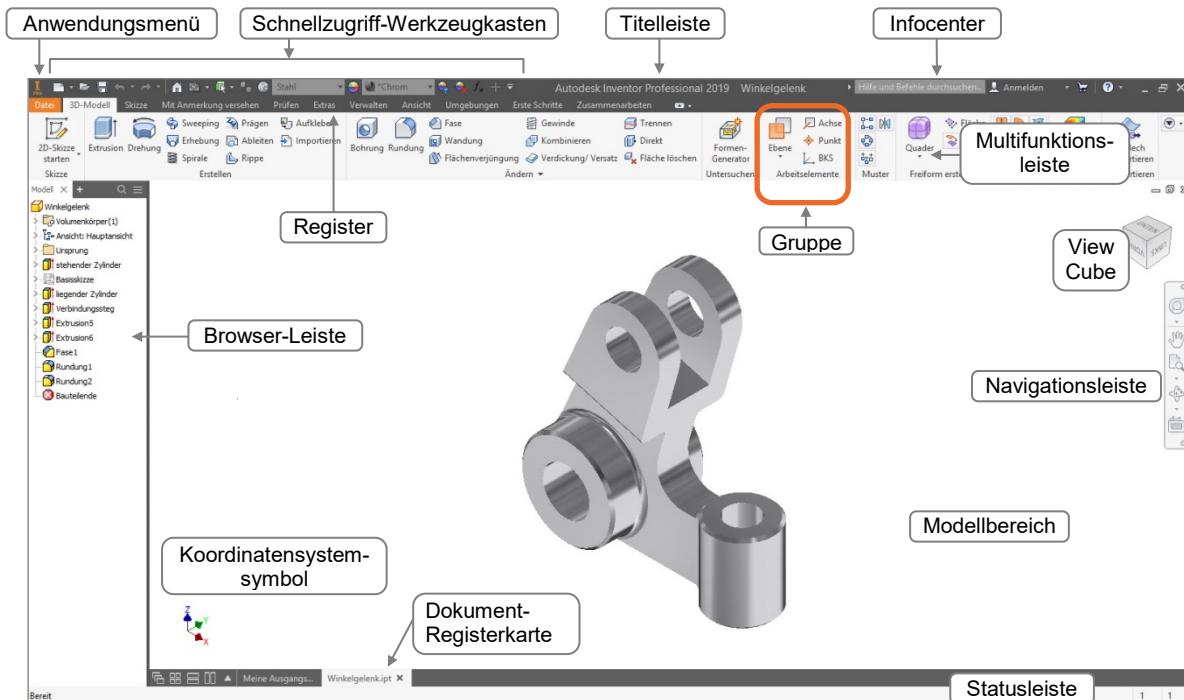 Anwendungsmenü
Schnellzugriff-Werkzeugkasten
Titelleiste
Infocenter
PRO
Stahl
*Chrom
Autodesk Inventor Professional 2019 Winkelgelenk
Hilfe und Befehle durchsuchen...
Anmelden
Datei 3D-Modell Skizze Mit Anmerkung versehen Prüfen Extras Verwalten Ansicht Umgebungen Erste Schritte Zusammenarbeiten
2D-Skizze starten
Skizze
Extrusion
Drehung
Sweeping
Erhebung
Spirale
Prägen
Ableiten
Rippe
Aufkleben
Importieren
Erstellen
Bohrung
Rundung
Fase
Wandung
Flächenverjüngung
Gewinde
Kombinieren
Verdickung/ Versatz
Trennen
Direkt
Fläche löschen
Ändern
Formen-
Generator
Untersuchen
Ebene
Achse
Punkt
BKS
Arbeitselemente
Muster
Quader
Multifunktions-
leiste
Modell
Winkelgelenk
Volumenkörper(1)
Ansicht: Hauptansicht
Ursprung
stehender Zylinder
Basisskizze
liegender Zylinder
Verbindungssteg
Extrusion5
Extrusion6
Fase1
Rundung1
Rundung2
Bauteilende
Register
Gruppe
View
Cube
UNTEN
Browser-Leiste
Navigationsleiste
Modellbereich
Koordinatensystem-
symbol
Z
Y
X
Dokument-
Registerkarte
Meine Ausgangs...
Winkelgelenk.ipt
Statusleiste
Bereit
1 1